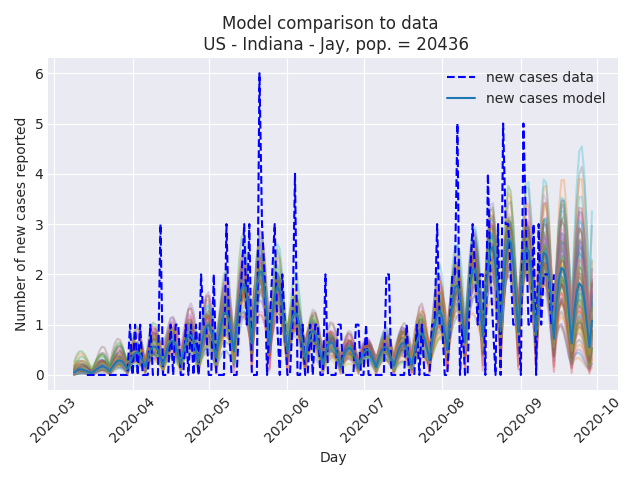 Model comparison to data
US - Indiana - Jay, pop. = 20436
new cases data
new cases model
Number of new cases reported
6
5
4
3
2
1
0
2020-03
2020-04
2020-05
2020-06
2020-07
2020-08
2020-09
2020-10
Day